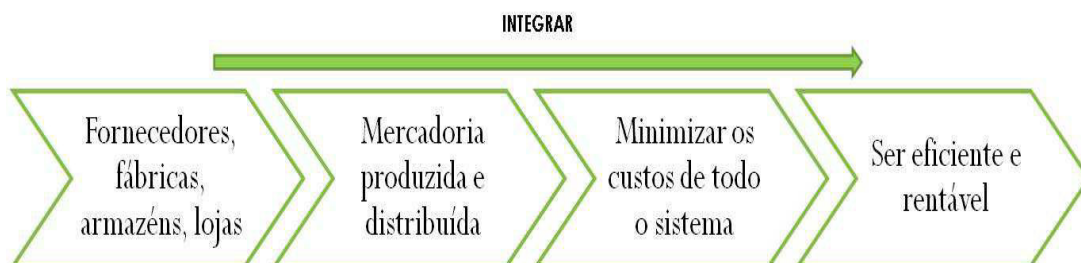 INTEGRAR
Fornecedores,
fábricas,
armazéns, lojas
Mercadoria
produzida e
distribuída
Minimizar os
custos de todo
o sistema
Ser eficiente e
rentável